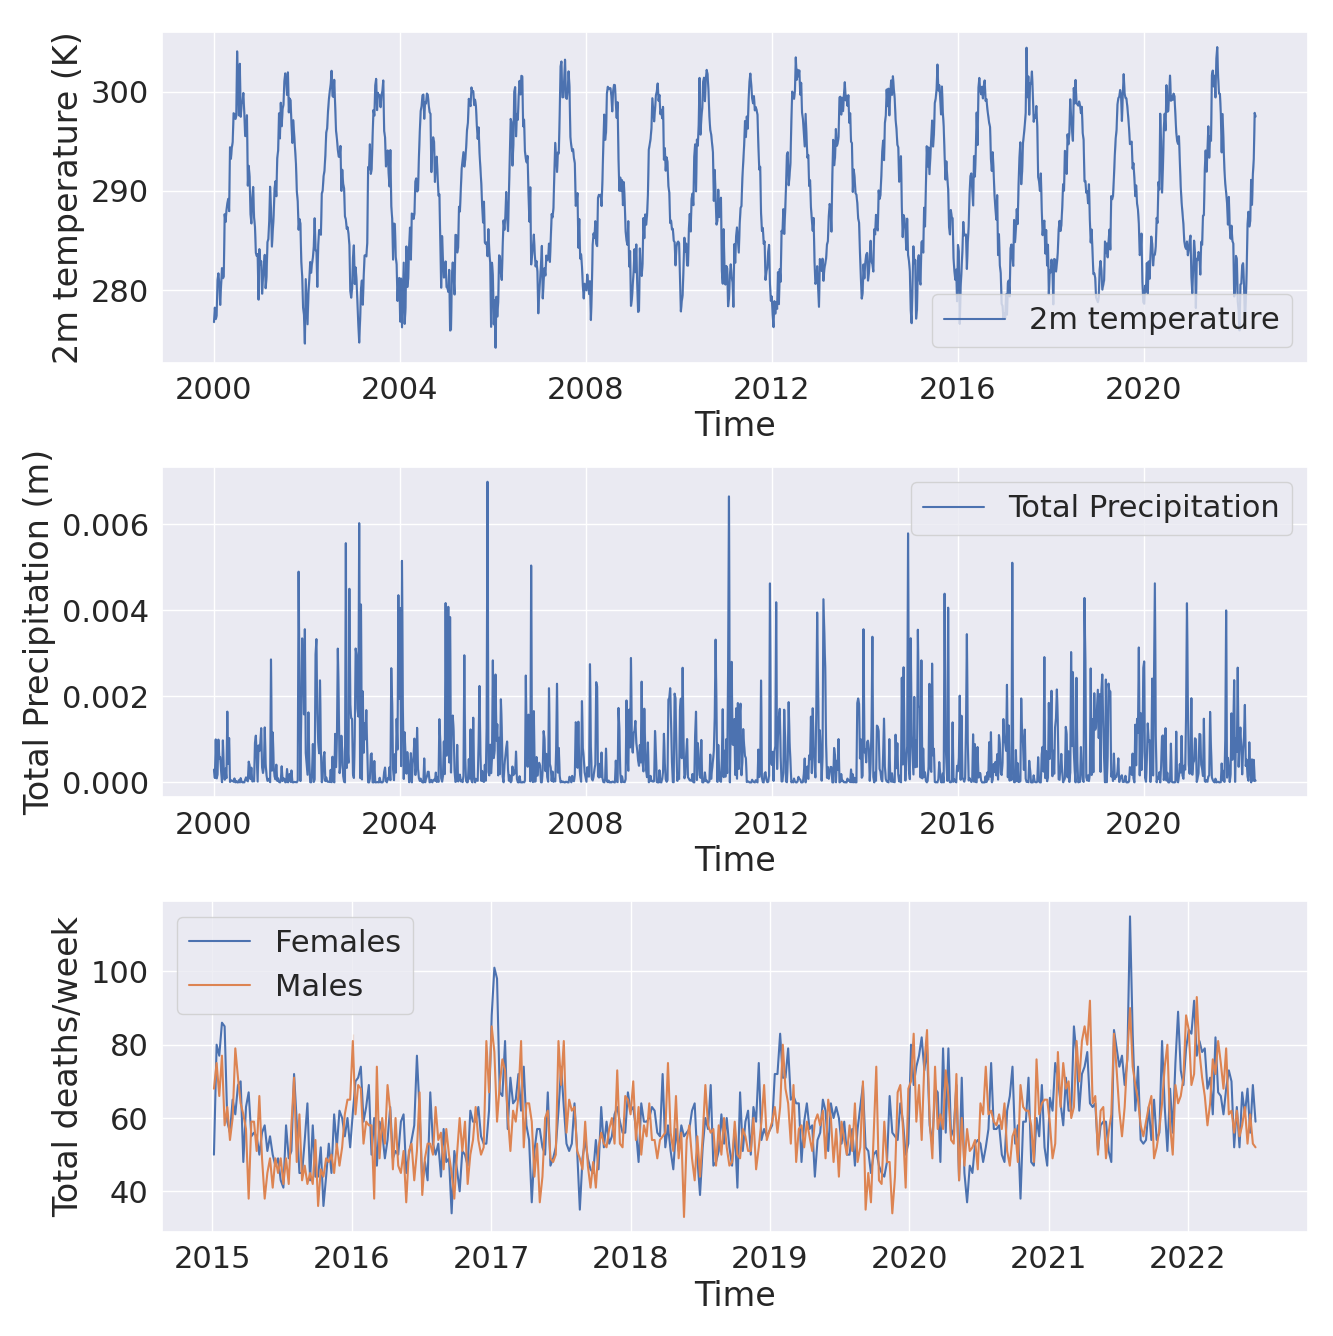 2m temperature (K)
300
290
280
2m temperature
2000 2004 2008 2012 2016 2020
Time
Total Precipitation (m)
0.006
0.004
0.002
0.000
Total Precipitation
2000 2004 2008 2012 2016 2020
Time
Total deaths/week
100
80
60
40
Females
Males
2015 2016 2017 2018 2019 2020 2021 2022
Time